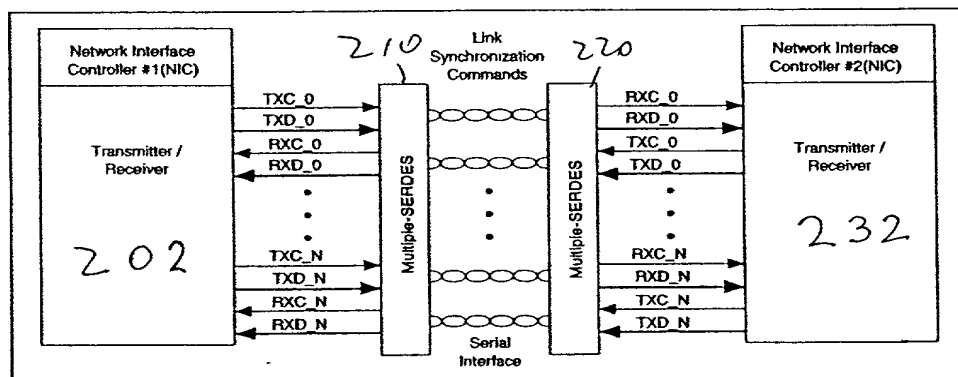 Network Interface
Controller #1(NIC)
Transmitter /
Receiver
202
TXC_0
TXD_0
RXC_0
RXD_0
TXC_N
TXD_N
RXC_N
RXD_N
210
Multiple-SERDES
Link
Synchronization
Commands
Serial
Interface
220
Multiple-SERDES
RXC_0
RXD_0
TXC_0
TXD_0
RXC_N
RXD_N
TXC_N
TXD_N
Network Interface
Controller #2(NIC)
Transmitter /
Receiver
232